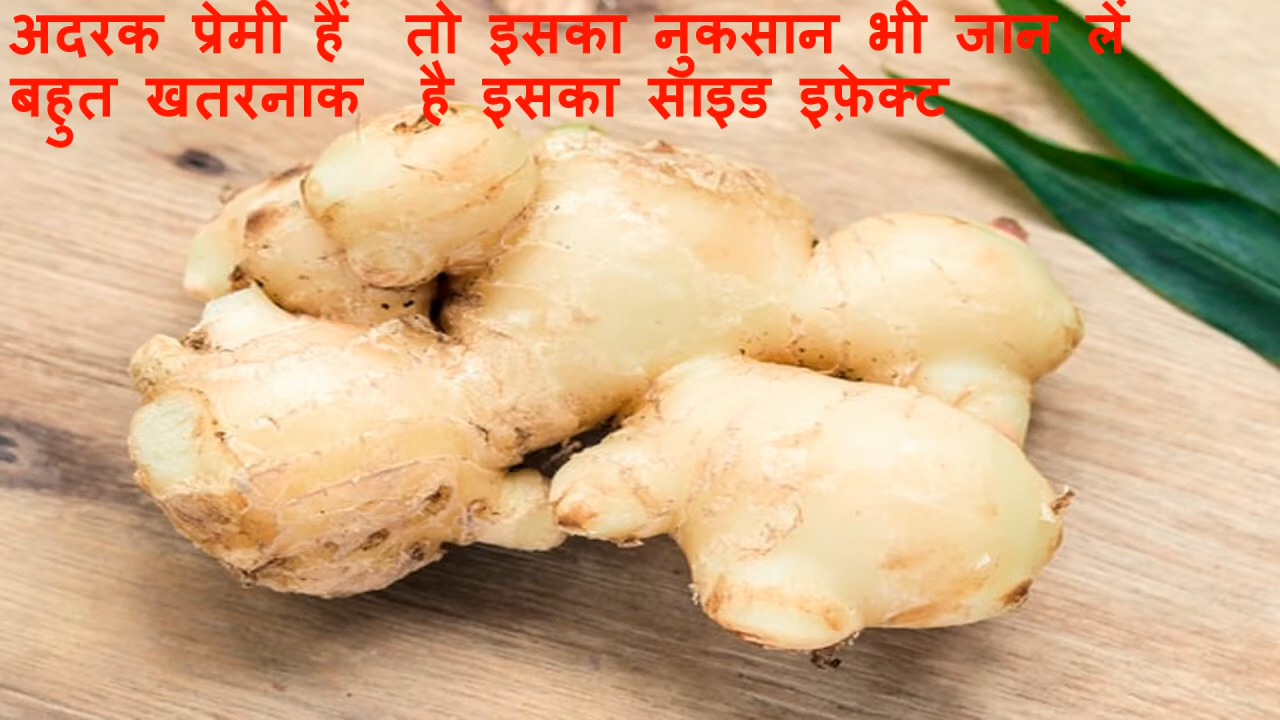 अदरक प्रेमी हैं तो इसका नुकसान भी जान लें
बहुत खतरनाक है इसका साइड इफ़ेक्ट